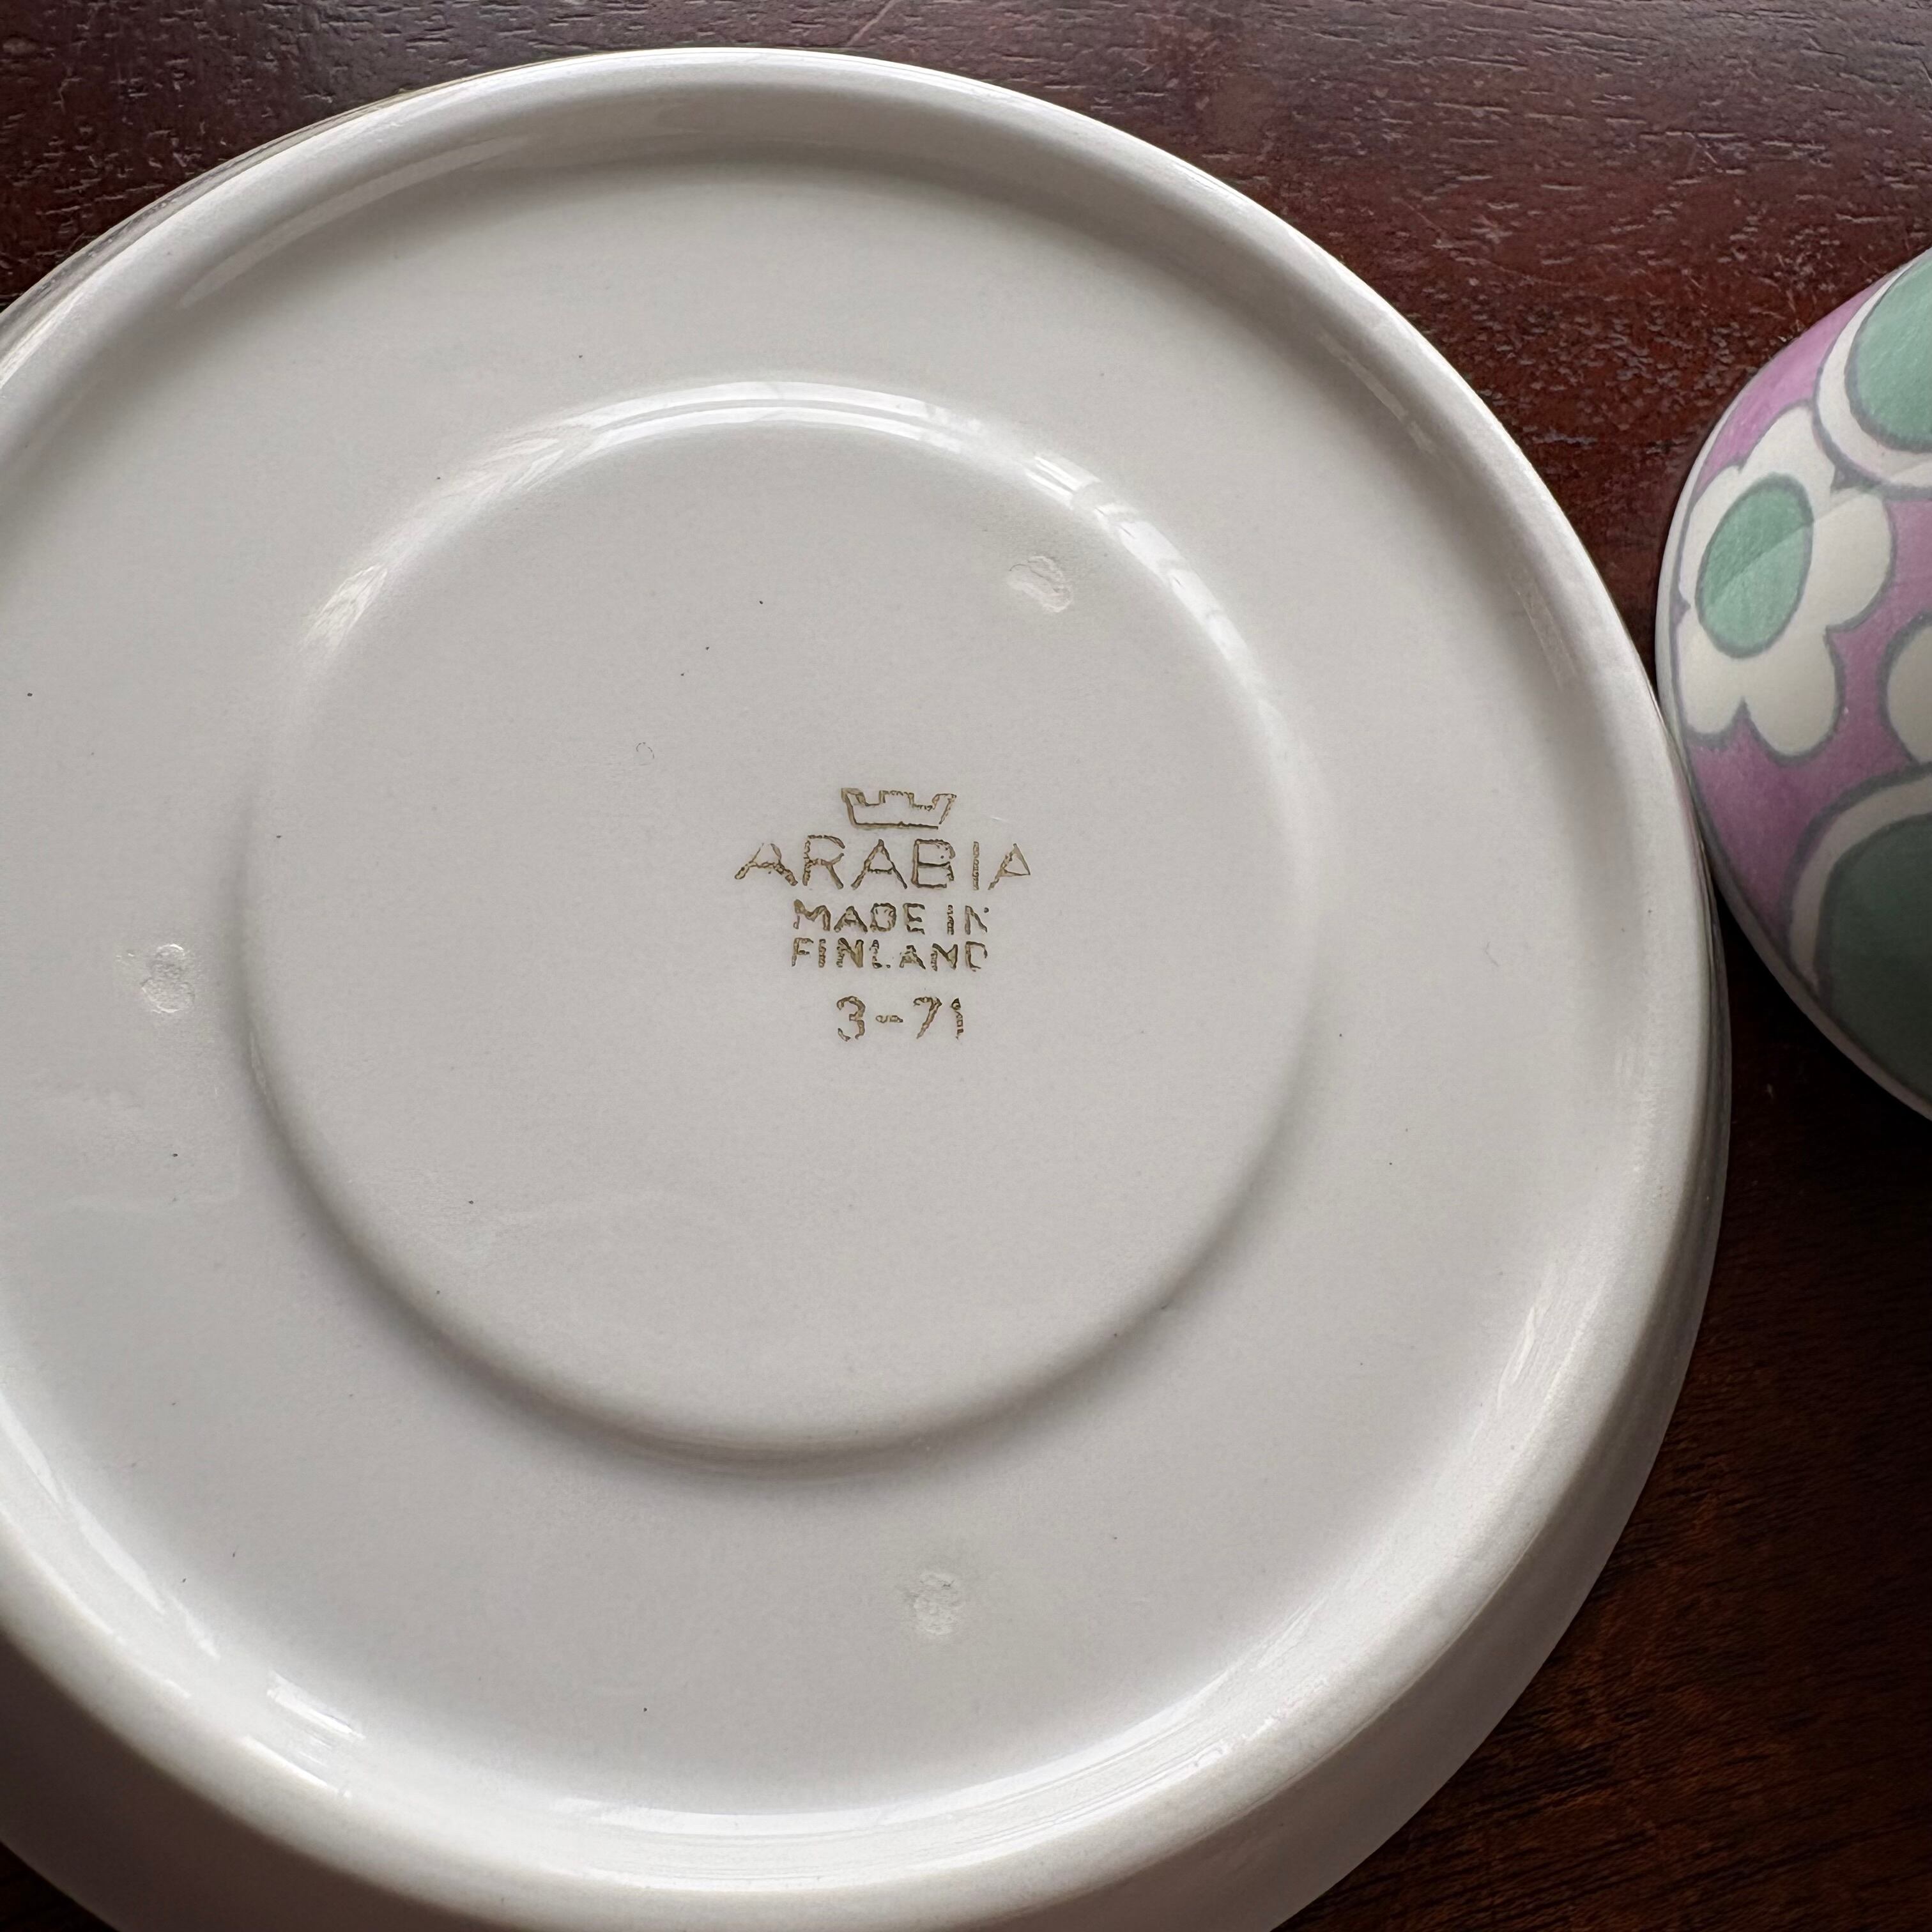 ARABIA
MADE IN
FINLAND
3-71